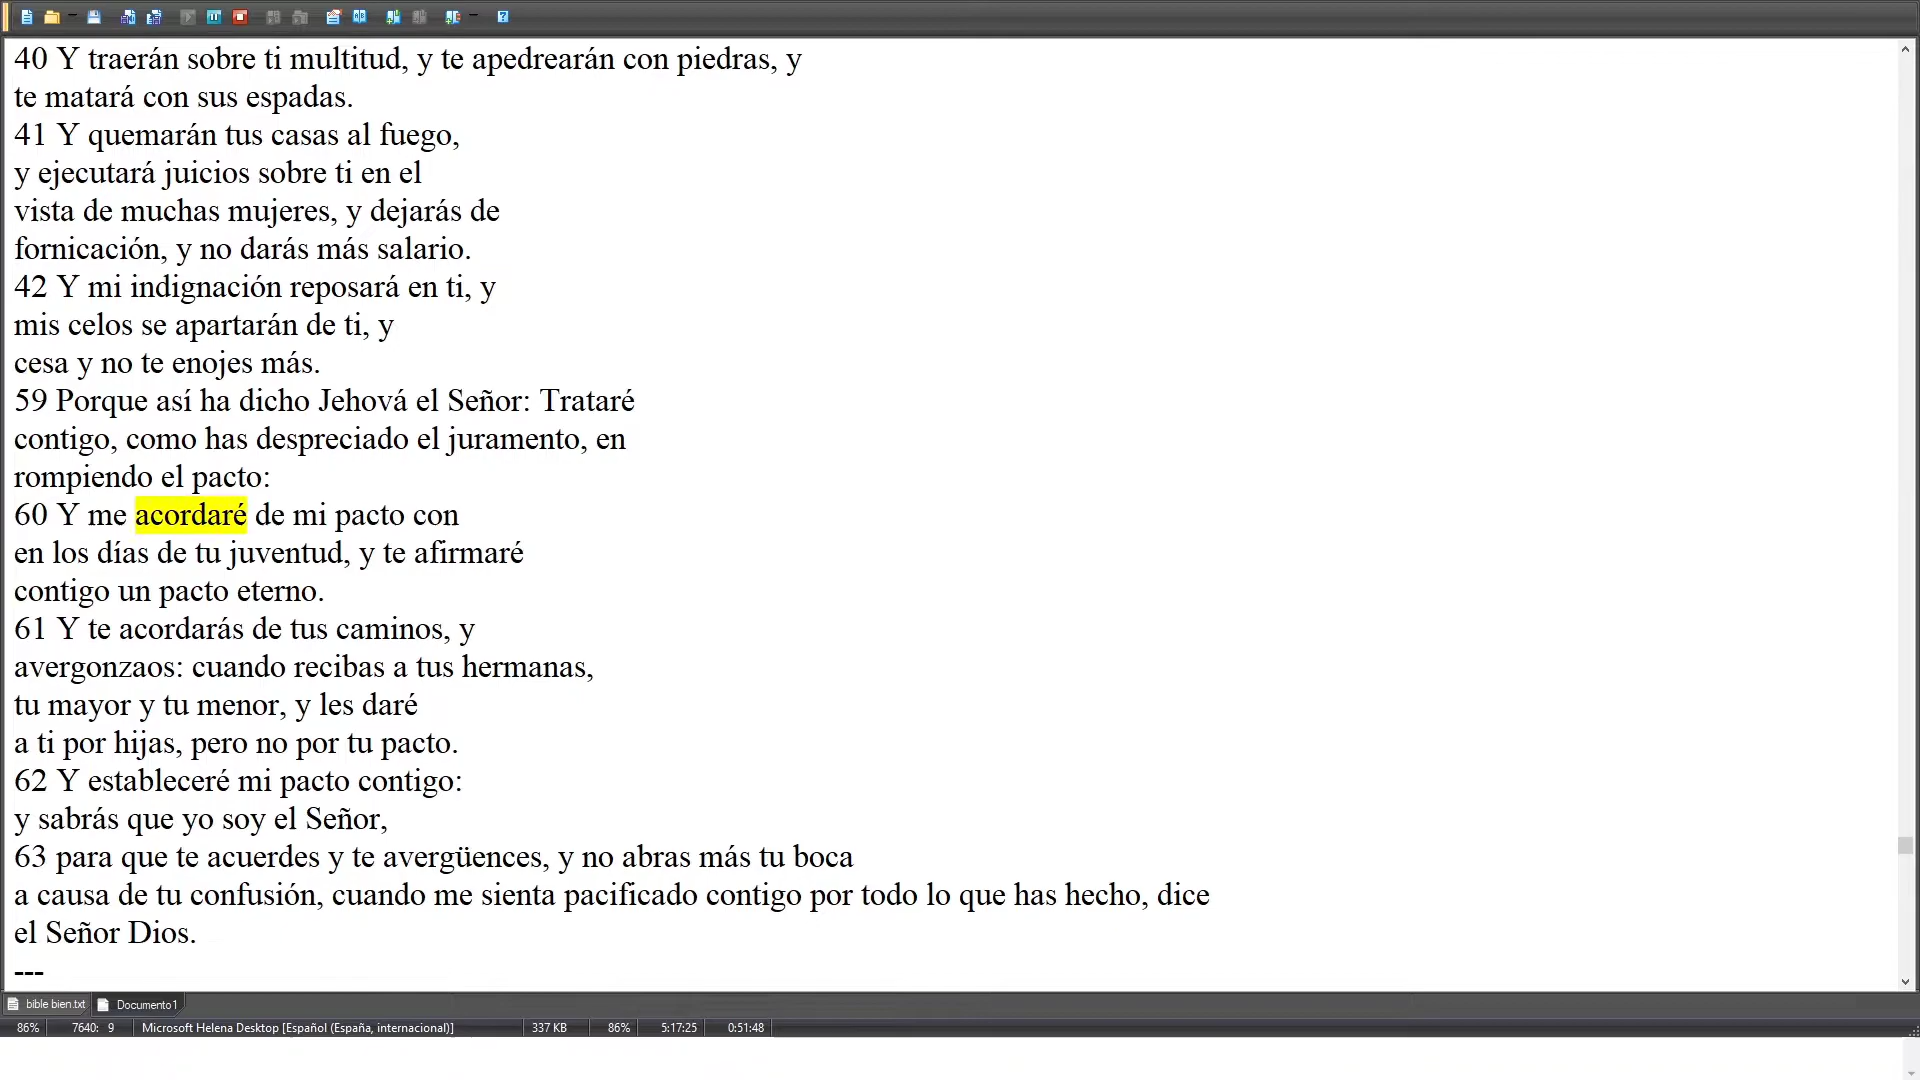 40 Y traerán sobre ti multitud, y te apedrearán con piedras, y
te matará con sus espadas.
41 Y quemarán tus casas al fuego,
y ejecutará juicios sobre ti en el
vista de muchas mujeres, y dejarás de
fornicación, y no darás más salario.
42 Y mi indignación reposará en ti, y
mis celos se apartarán de ti, y
cesa y no te enojes más.
59 Porque así ha dicho Jehová el Señor: Trataré
contigo, como has despreciado el juramento, en
rompiendo el pacto:
60 Y me acordaré de mi pacto con
en los días de tu juventud, y te afirmaré
contigo un pacto eterno.
61 Y te acordarás de tus caminos, y
avergonzaos: cuando recibas a tus hermanas,
tu mayor y tu menor, y les daré
a ti por hijas, pero no por tu pacto.
62 Y estableceré mi pacto contigo:
y sabrás que yo soy el Señor,
63 para que te acuerdes y te avergüences, y no abras más tu boca
a causa de tu confusión, cuando me sienta pacificado contigo por todo lo que has hecho, dice
el Señor Dios.
---
bible bien.txt Documento1
86% 7640: 9 Microsoft Helena Desktop [Español (España, internacional)] 337 KB 86% 5:17:25 0:51:48